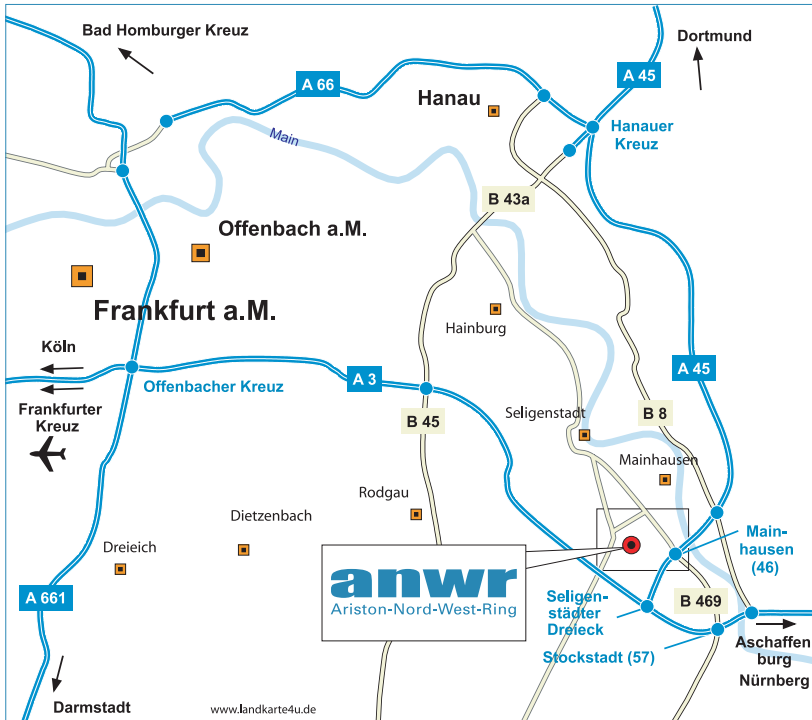 Bad Homburger Kreuz
Dortmund
A 66
A 45
Hanau
Hanauer
Kreuz
Main
B 43a
Offenbach a.M.
Frankfurt a.M.
Hainburg
Köln
Offenbacher Kreuz
A 3
A 45
Frankfurter
Kreuz
B 45
Seligenstadt
B 8
Mainhausen
Rodgau
Dietzenbach
Dreieich
Main-
hausen
(46)
anwr
Ariston-Nord-West-Ring
A 661
Seligen-
städter
Dreieck
B 469
Stockstadt (57)
Aschaffen
burg
Nürnberg
Darmstadt
www.landkarte4u.de